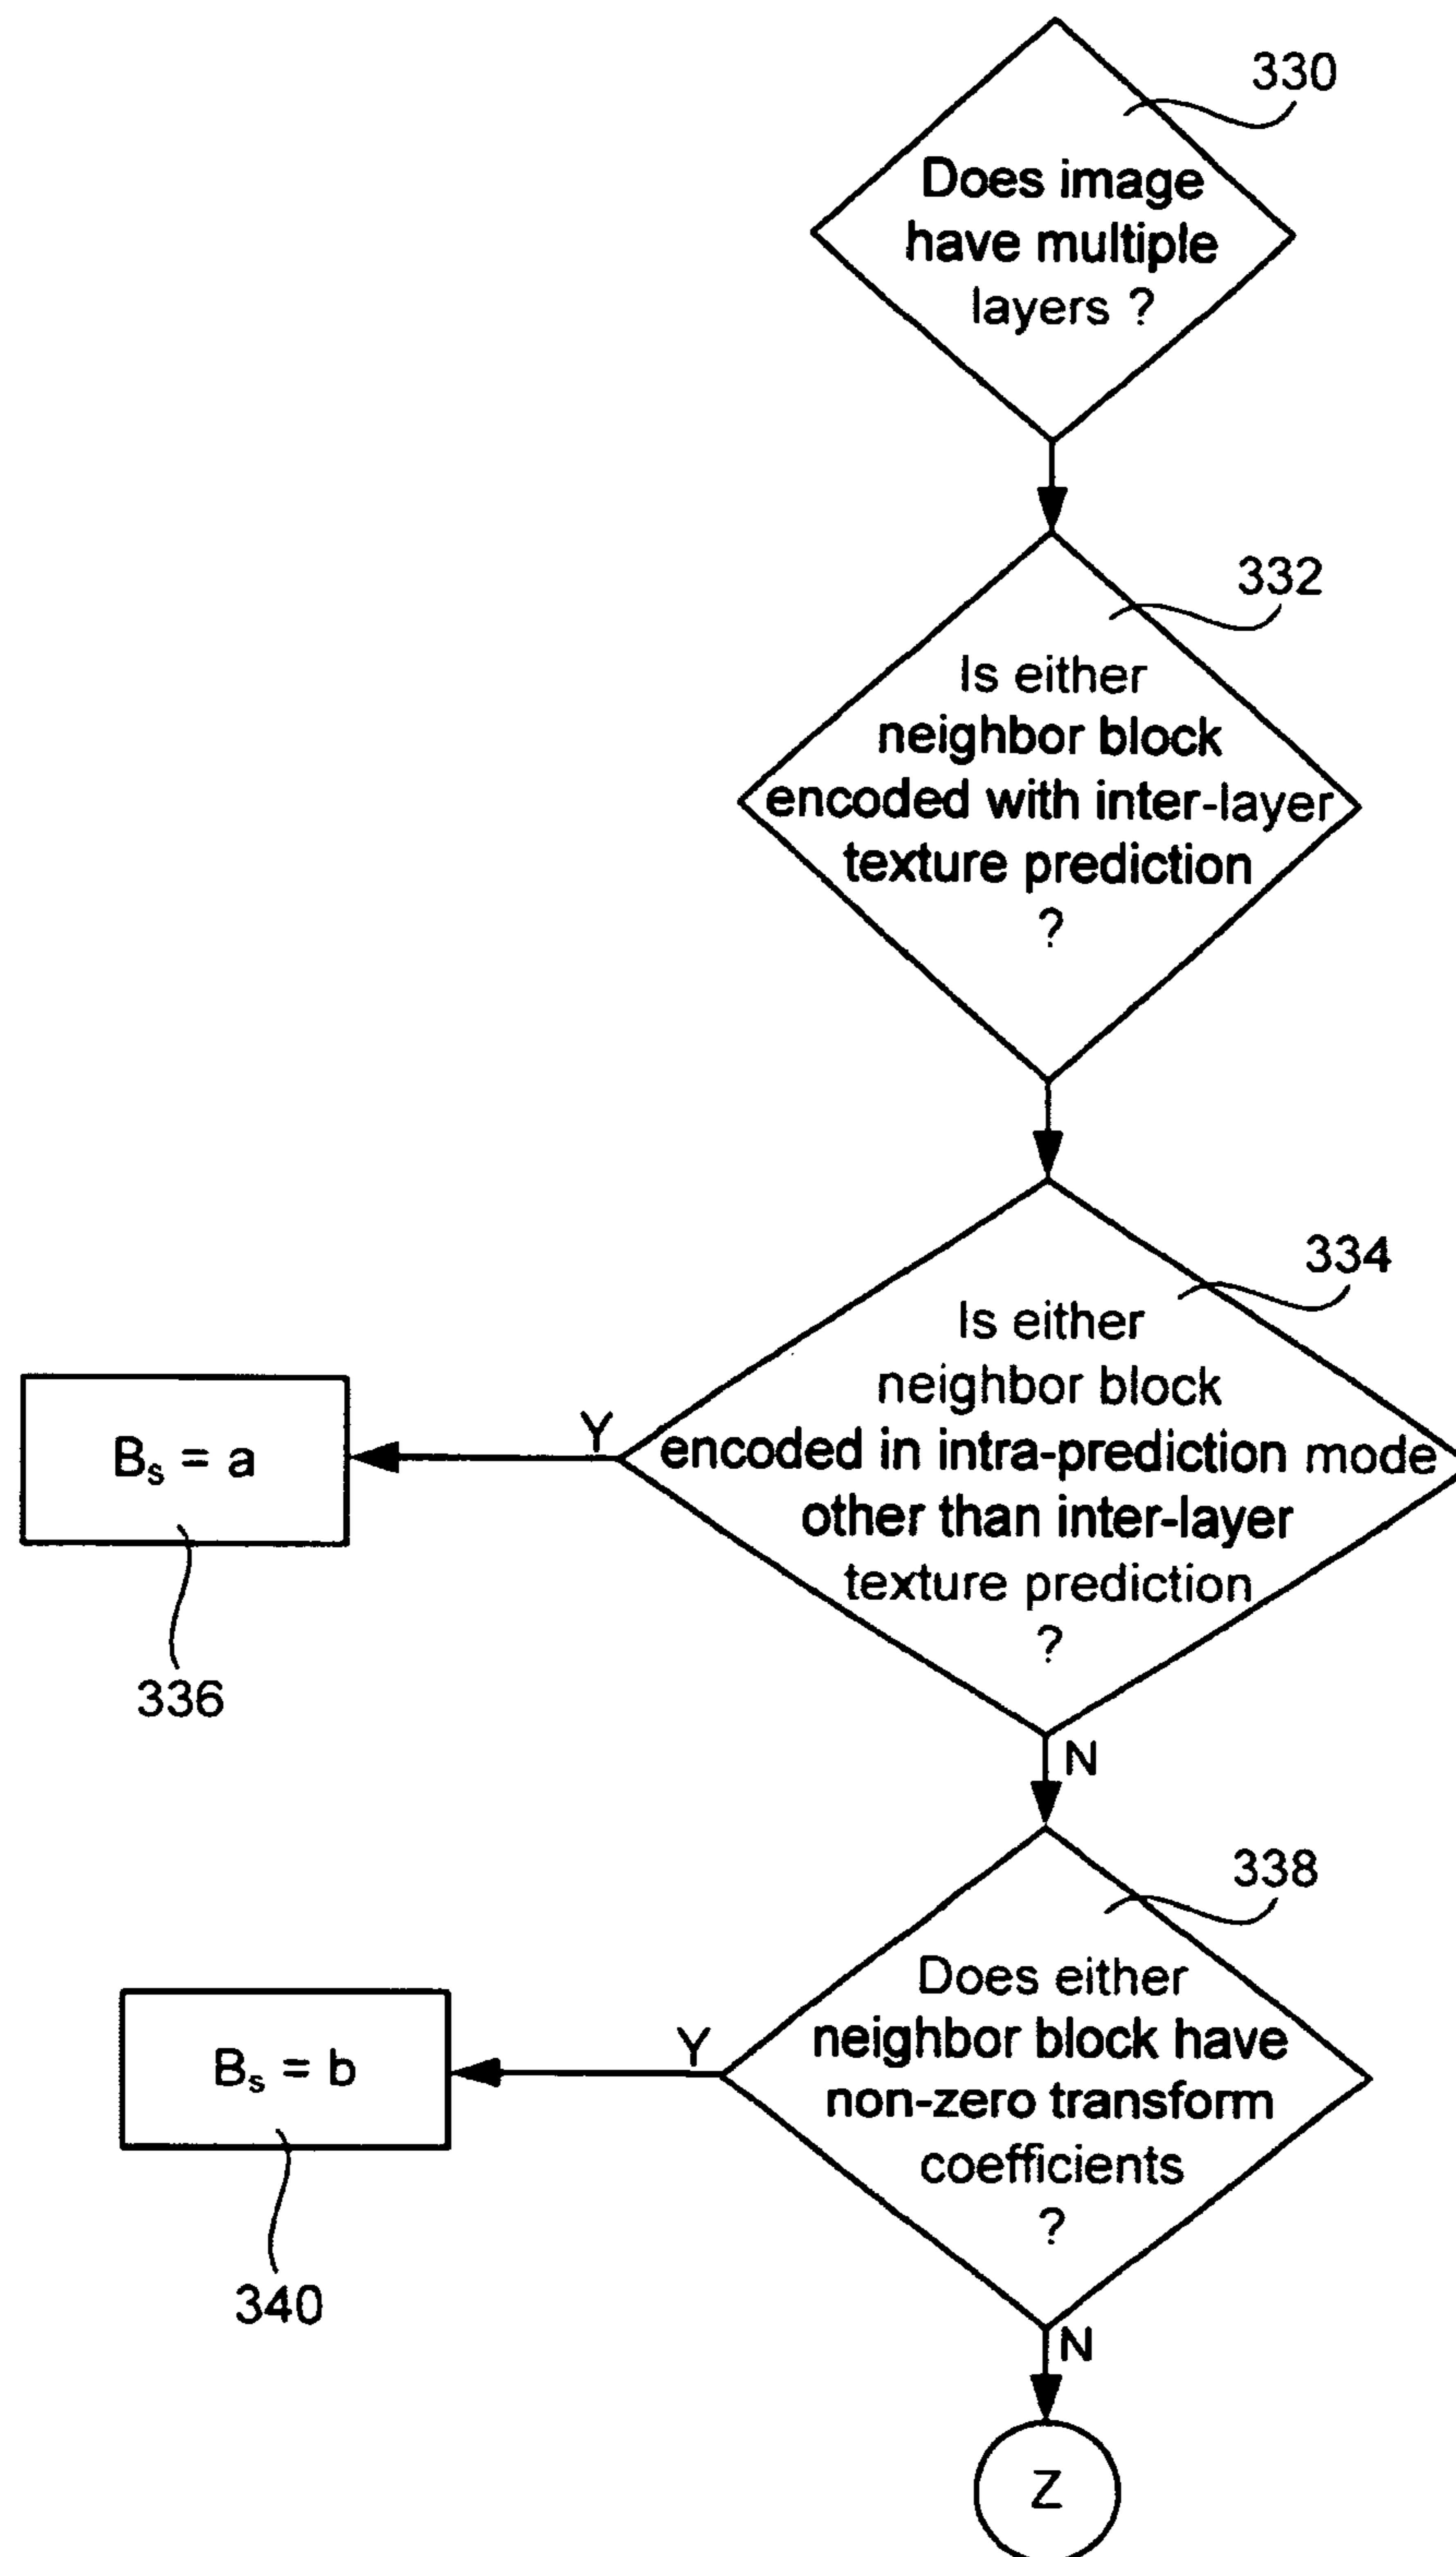 330
Does image
have multiple
layers ?
332
Is either
neighbor block
encoded with inter-layer
texture prediction
?
334
Is either
neighbor block
encoded in intra-prediction mode
other than inter-layer
texture prediction
?
Y
Bs = a
336
N
338
Does either
neighbor block have
non-zero transform
coefficients
?
Y
Bs = b
340
N
Z